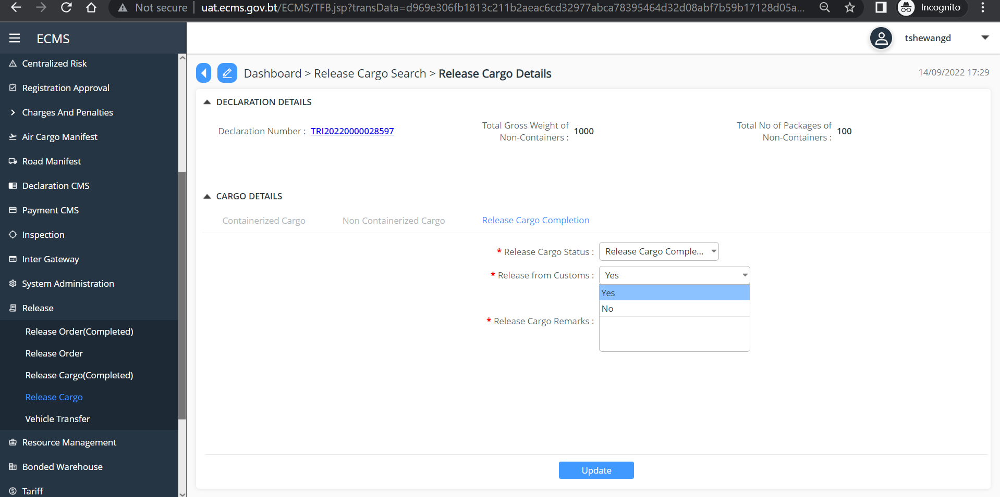 Not secure | uat.ecms.gov.bt/ECMS/TFB.jsp?transData=d969e306fb1813c211b2aeac6cd32977abca78395464d32d08abf7b59b17128d05a... Incognito
ECMS
tshewangd
Centralized Risk
Registration Approval
Charges And Penalties
Air Cargo Manifest
Road Manifest
Declaration CMS
Payment CMS
Inspection
Inter Gateway
System Administration
Release
Release Order(Completed)
Release Order
Release Cargo(Completed)
Release Cargo
Vehicle Transfer
Resource Management
Bonded Warehouse
Tariff
Dashboard > Release Cargo Search > Release Cargo Details
14/09/2022 17:29
DECLARATION DETAILS
Declaration Number : TRI20220000028597
Total Gross Weight of
Non-Containers : 1000
Total No of Packages of
Non-Containers : 100
CARGO DETAILS
Containerized Cargo Non Containerized Cargo Release Cargo Completion
* Release Cargo Status : Release Cargo Comple...
* Release from Customs : Yes
Yes
No
* Release Cargo Remarks :
Update